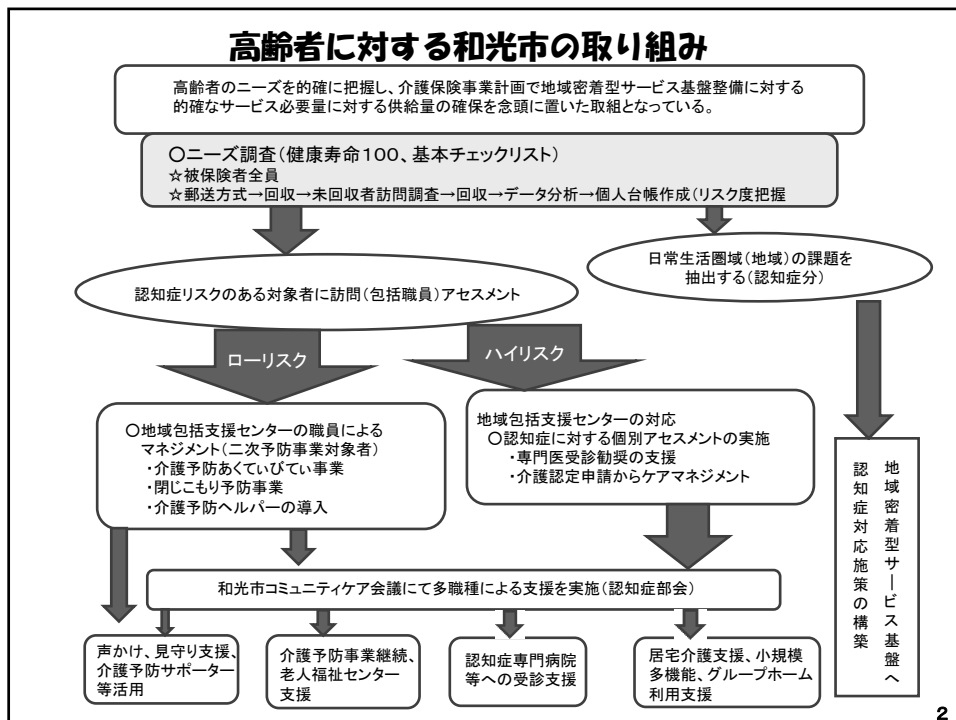 高齢者に対する和光市の取り組み
高齢者のニーズを的確に把握し、介護保険事業計画で地域密着型サービス基盤整備に対する
的確なサービス必要量に対する供給量の確保を念頭に置いた取組となっている。
○ニーズ調査(健康寿命100、基本チェックリスト)
☆被保険者全員
☆郵送方式→回収→未回収者訪問調査→回収→データ分析→個人台帳作成(リスク度把握
認知症リスクのある対象者に訪問(包括職員)アセスメント
日常生活圏域(地域)の課題を
抽出する(認知症分)
ローリスク
ハイリスク
○地域包括支援センターの職員による
マネジメント(二次予防事業対象者)
・介護予防あくてぃびてぃ事業
・閉じこもり予防事業
・介護予防ヘルパーの導入
地域包括支援センターの対応
○認知症に対する個別アセスメントの実施
・専門医受診勧奨の支援
・介護認定申請からケアマネジメント
地域密着型サービス基盤へ
認知症対応施策の構築
和光市コミュニティケア会議にて多職種による支援を実施(認知症部会)
声かけ、見守り支援、
介護予防サポーター
等活用
介護予防事業継続、
老人福祉センター
支援
認知症専門病院
等への受診支援
居宅介護支援、小規模
多機能、グループホーム
利用支援
2